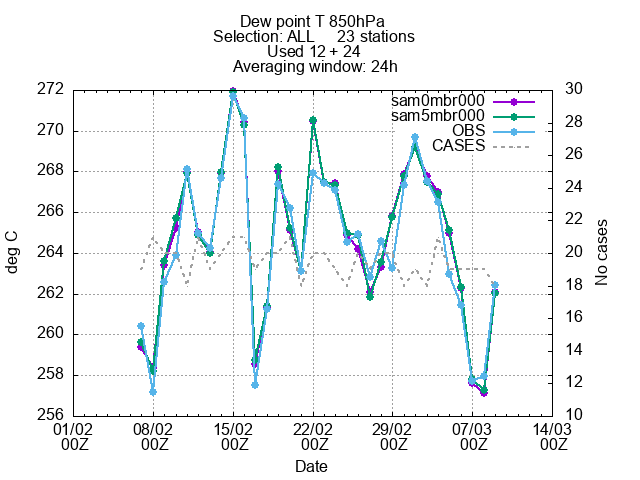 Dew point T 850hPa
Selection: ALL 23 stations
Used 12 + 24
Averaging window: 24h
sam0mbr000
sam5mbr000
OBS
CASES
272
270
268
266
264
262
260
258
256
deg C
30
28
26
24
22
20
18
16
14
12
10
No cases
01/02 08/02 15/02 22/02 29/02 07/03 14/03
00Z 00Z 00Z 00Z 00Z 00Z 00Z
Date